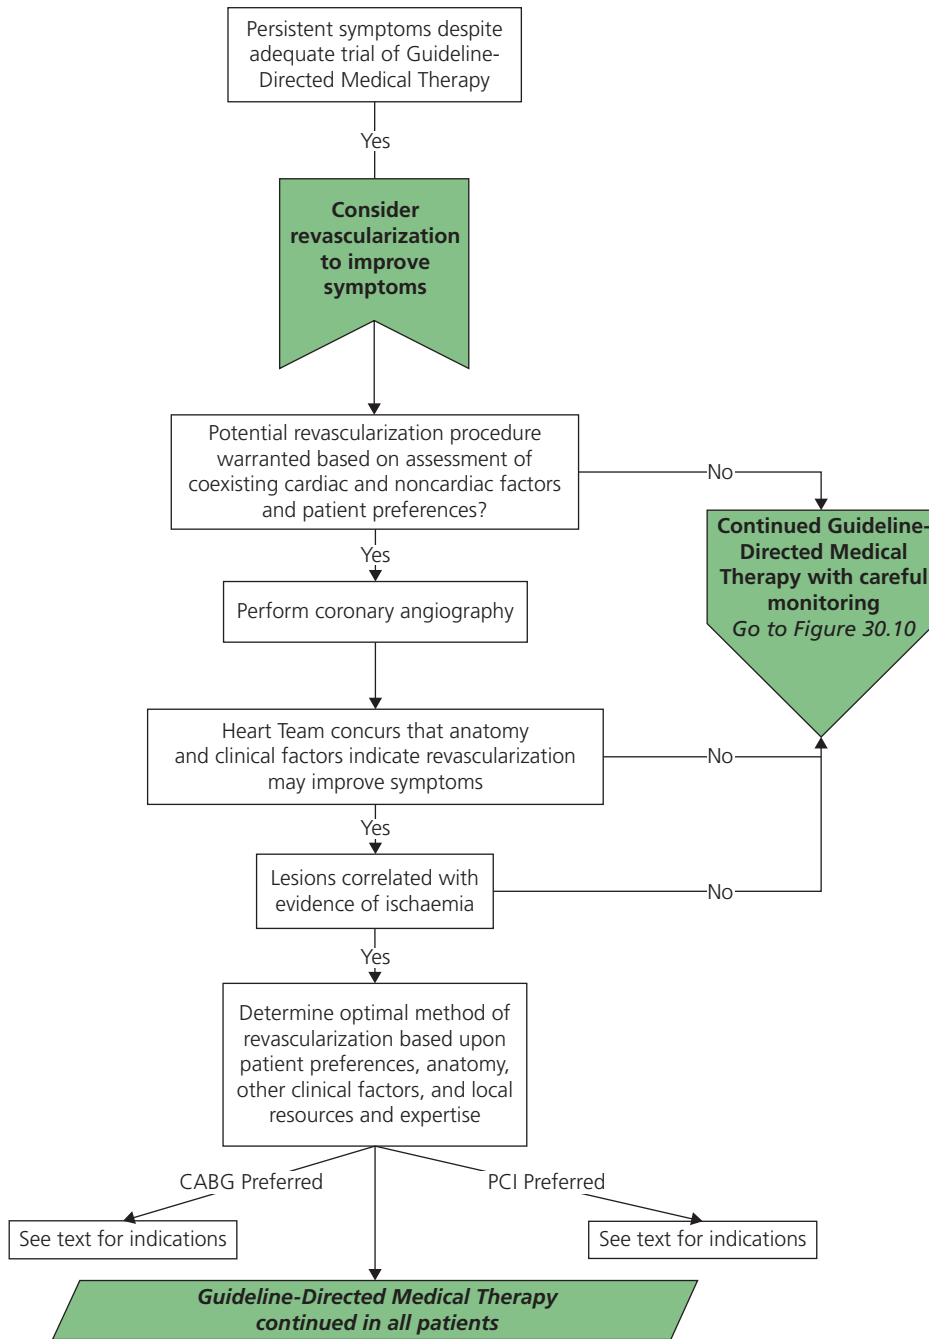 Persistent symptoms despite
adequate trial of Guideline-
Directed Medical Therapy
Yes
Consider
revascularization
to improve
symptoms
Potential revascularization procedure
warranted based on assessment of
coexisting cardiac and noncardiac factors
and patient preferences?
No
Continued Guideline-
Directed Medical
Therapy with careful
monitoring
Go to Figure 30.10
Yes
Perform coronary angiography
Heart Team concurs that anatomy
and clinical factors indicate revascularization
may improve symptoms
No
Yes
Lesions correlated with
evidence of ischaemia
No
Yes
Determine optimal method of
revascularization based upon
patient preferences, anatomy,
other clinical factors, and local
resources and expertise
CABG Preferred
PCI Preferred
See text for indications
See text for indications
Guideline-Directed Medical Therapy
continued in all patients